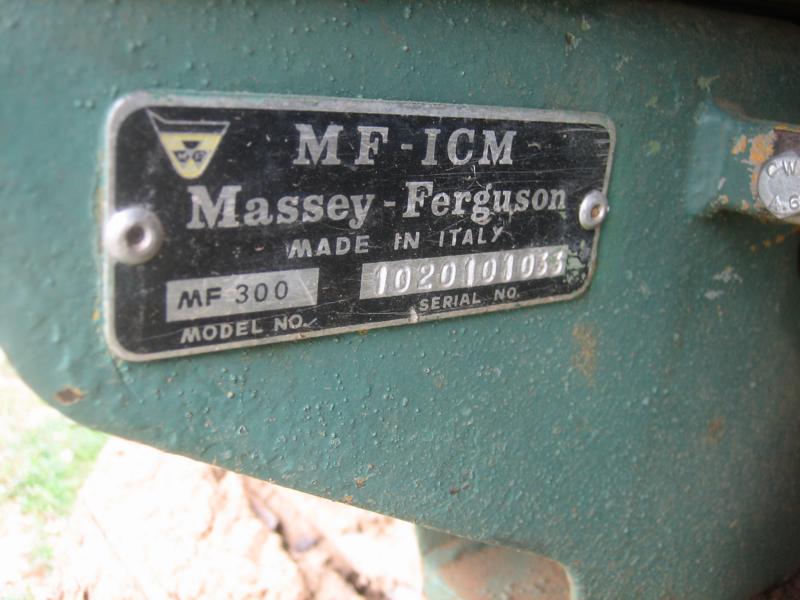 MF-ICM
Massey-Ferguson
MADE IN ITALY
MF 300
1020101033
MODEL NO.
SERIAL NO.